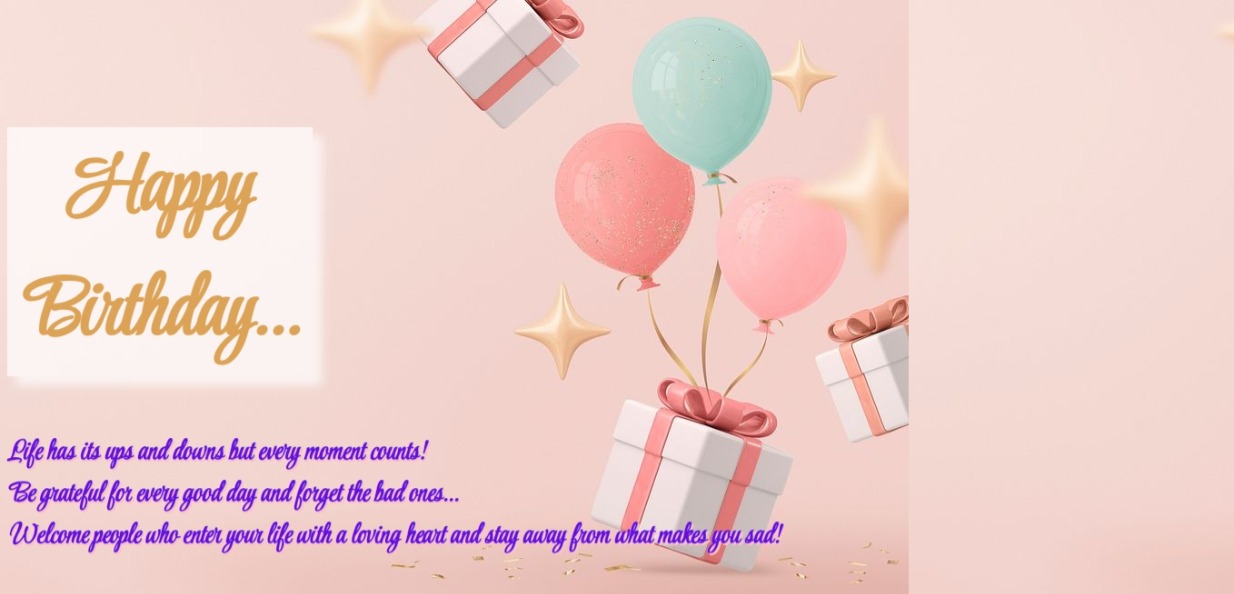 Happy
Birthday...
Life has its ups and downs but every moment counts!
Be grateful for every good day and forget the bad ones...
Welcome people who enter your life with a loving heart and stay away from what makes you sad!